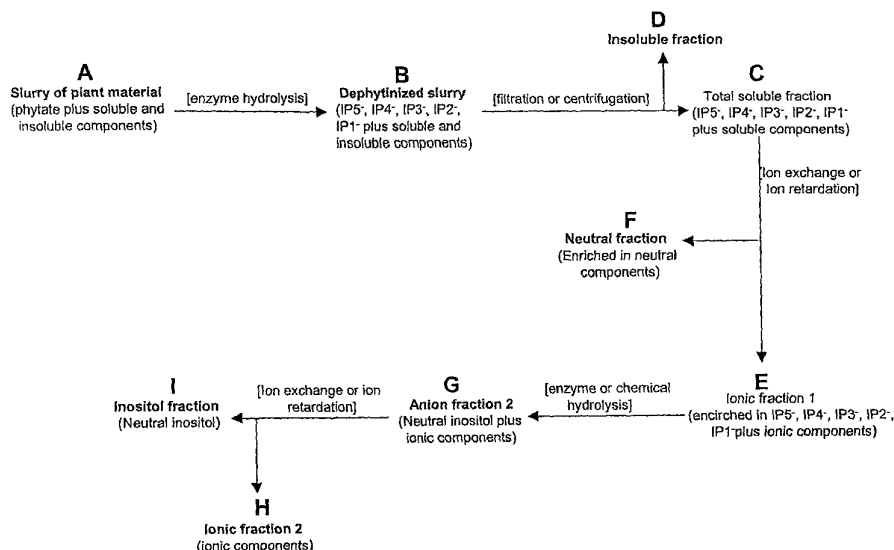 D
Insoluble fraction
A
Slurry of plant material
(phytate plus soluble and
insoluble components)
[enzyme hydrolysis]
B
Dephytinized slurry
(IP5-, IP4-, IP3-, IP2-,
IP1- plus soluble and
insoluble components)
[filtration or centrifugation]
C
Total soluble fraction
(IP5-, IP4-, IP3-, IP2-, IP1-
plus soluble components)
[Ion exchange or
Ion retardation]
F
Neutral fraction
(Enriched in neutral
components)
E
Ionic fraction 1
(encirched in IP5-, IP4-, IP3-, IP2-,
IP1-plus ionic components)
[enzyme or chemical
hydrolysis]
G
Anion fraction 2
(Neutral inositol plus
ionic components)
[Ion exchange or ion
retardation]
I
Inositol fraction
(Neutral inositol)
H
Ionic fraction 2
(ionic components)